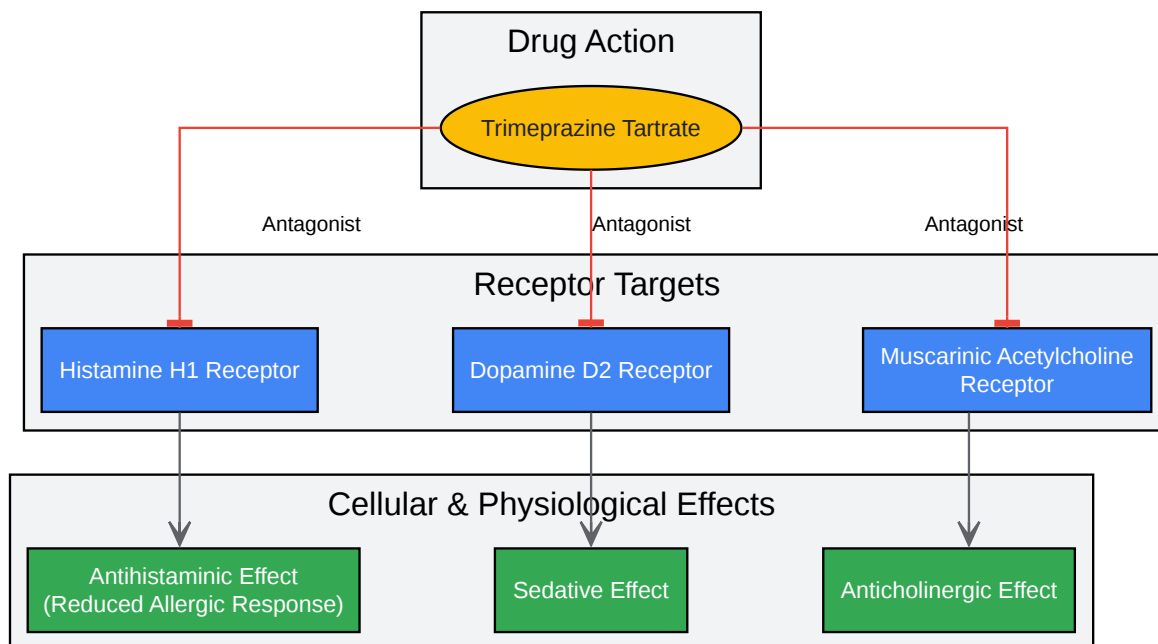 Drug Action
Trimeprazine Tartrate
Antagonist
Antagonist
Antagonist
Receptor Targets
Histamine H1 Receptor
Dopamine D2 Receptor
Muscarinic Acetylcholine
Receptor
Cellular & Physiological Effects
Antihistaminic Effect
(Reduced Allergic Response)
Sedative Effect
Anticholinergic Effect